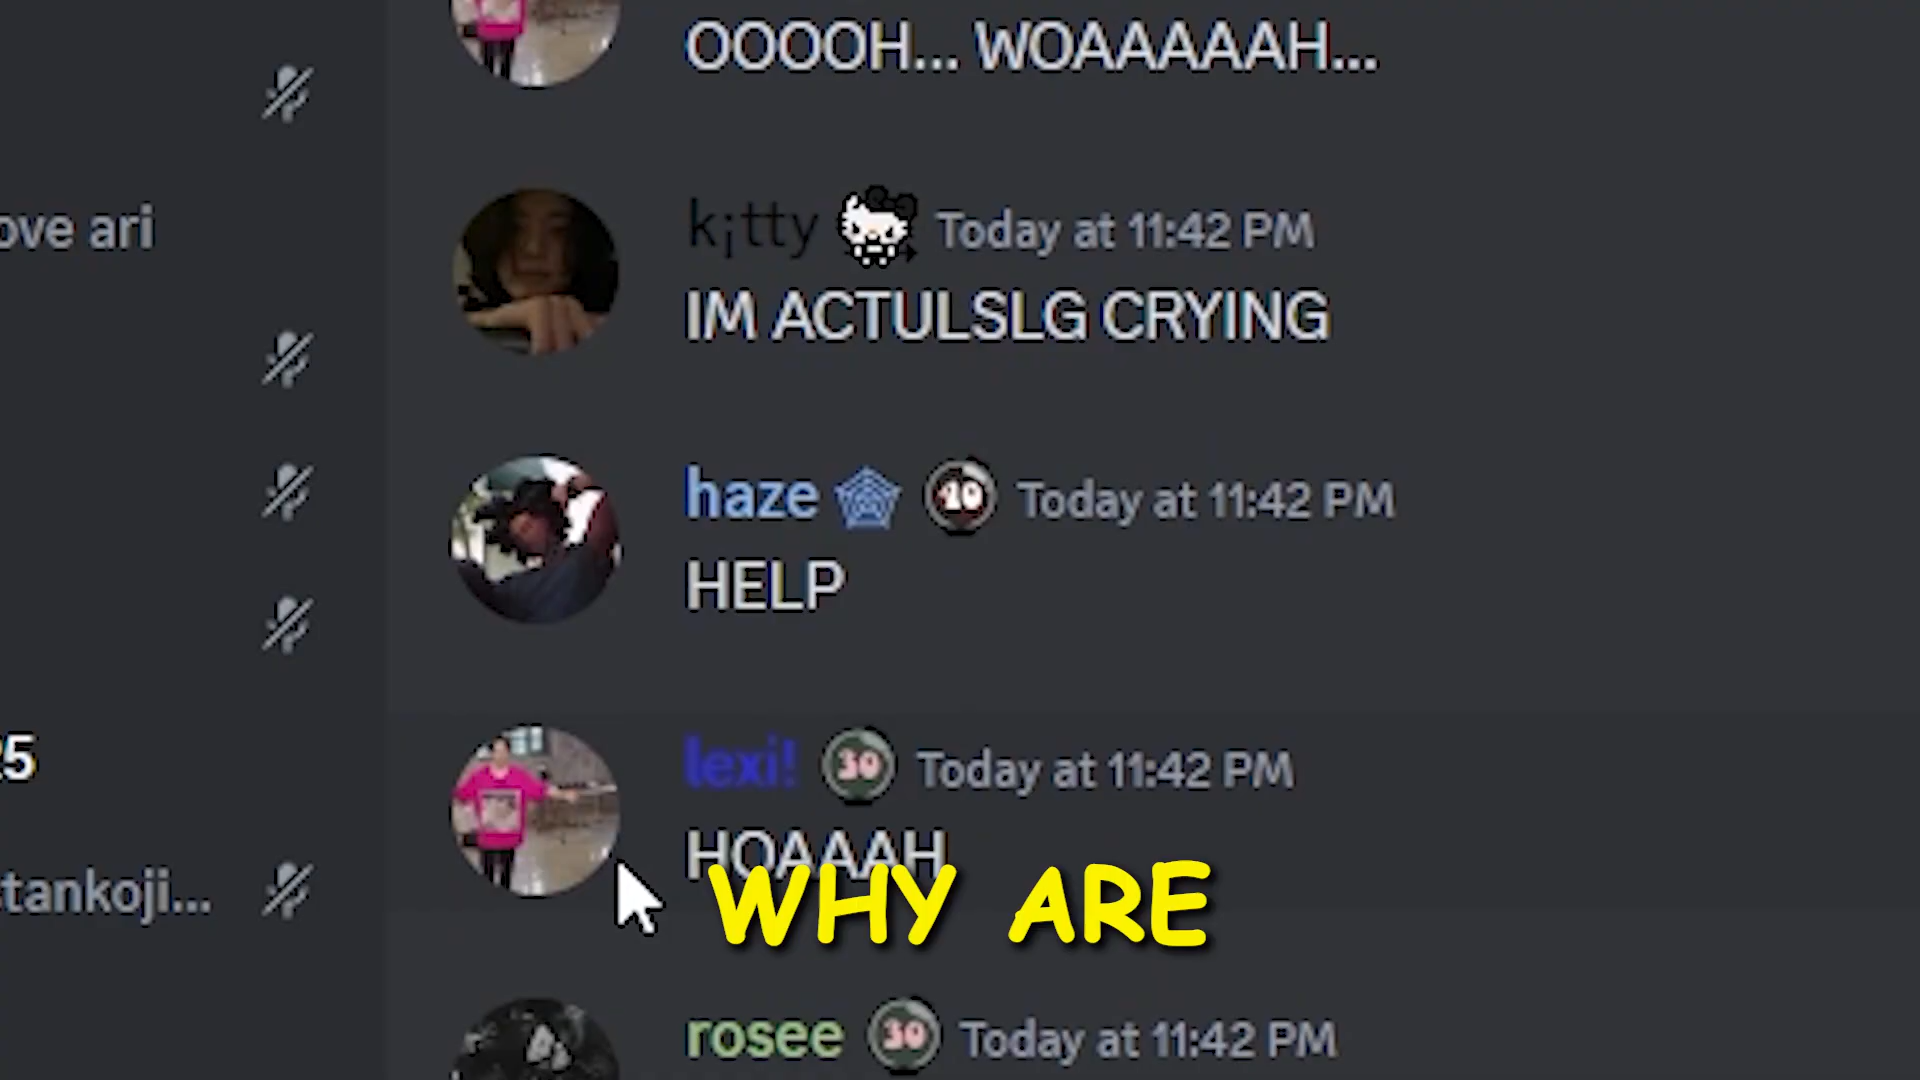 OOOOH... WOAAAAAH...
k¡tty Today at 11:42 PM
ove ari
IM ACTULSLG CRYING
haze 10 Today at 11:42 PM
HELP
25
lexi! 30 Today at 11:42 PM
HOAAAH
WHY ARE
tankoji...
rosee 30 Today at 11:42 PM